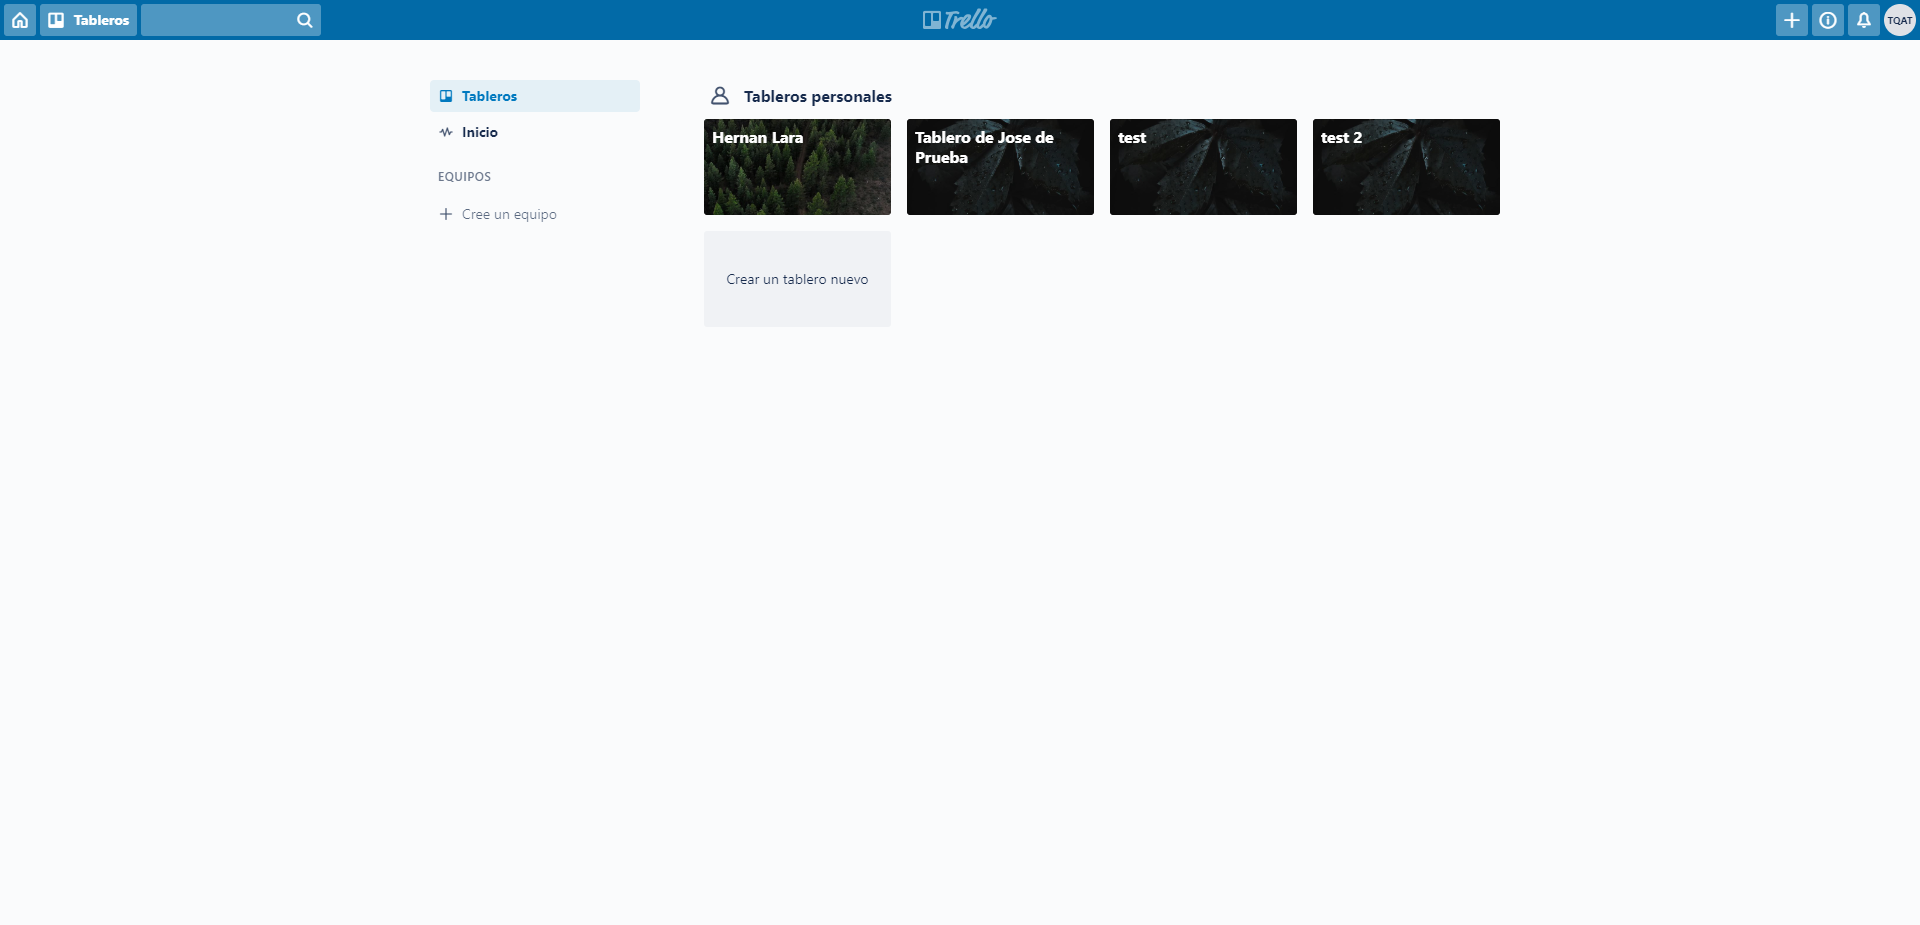 Tableros
Trello
TQAT
Tableros
Inicio
EQUIPOS
Cree un equipo
Tableros personales
Hernan Lara
Tablero de Jose de
Prueba
test
test 2
Crear un tablero nuevo